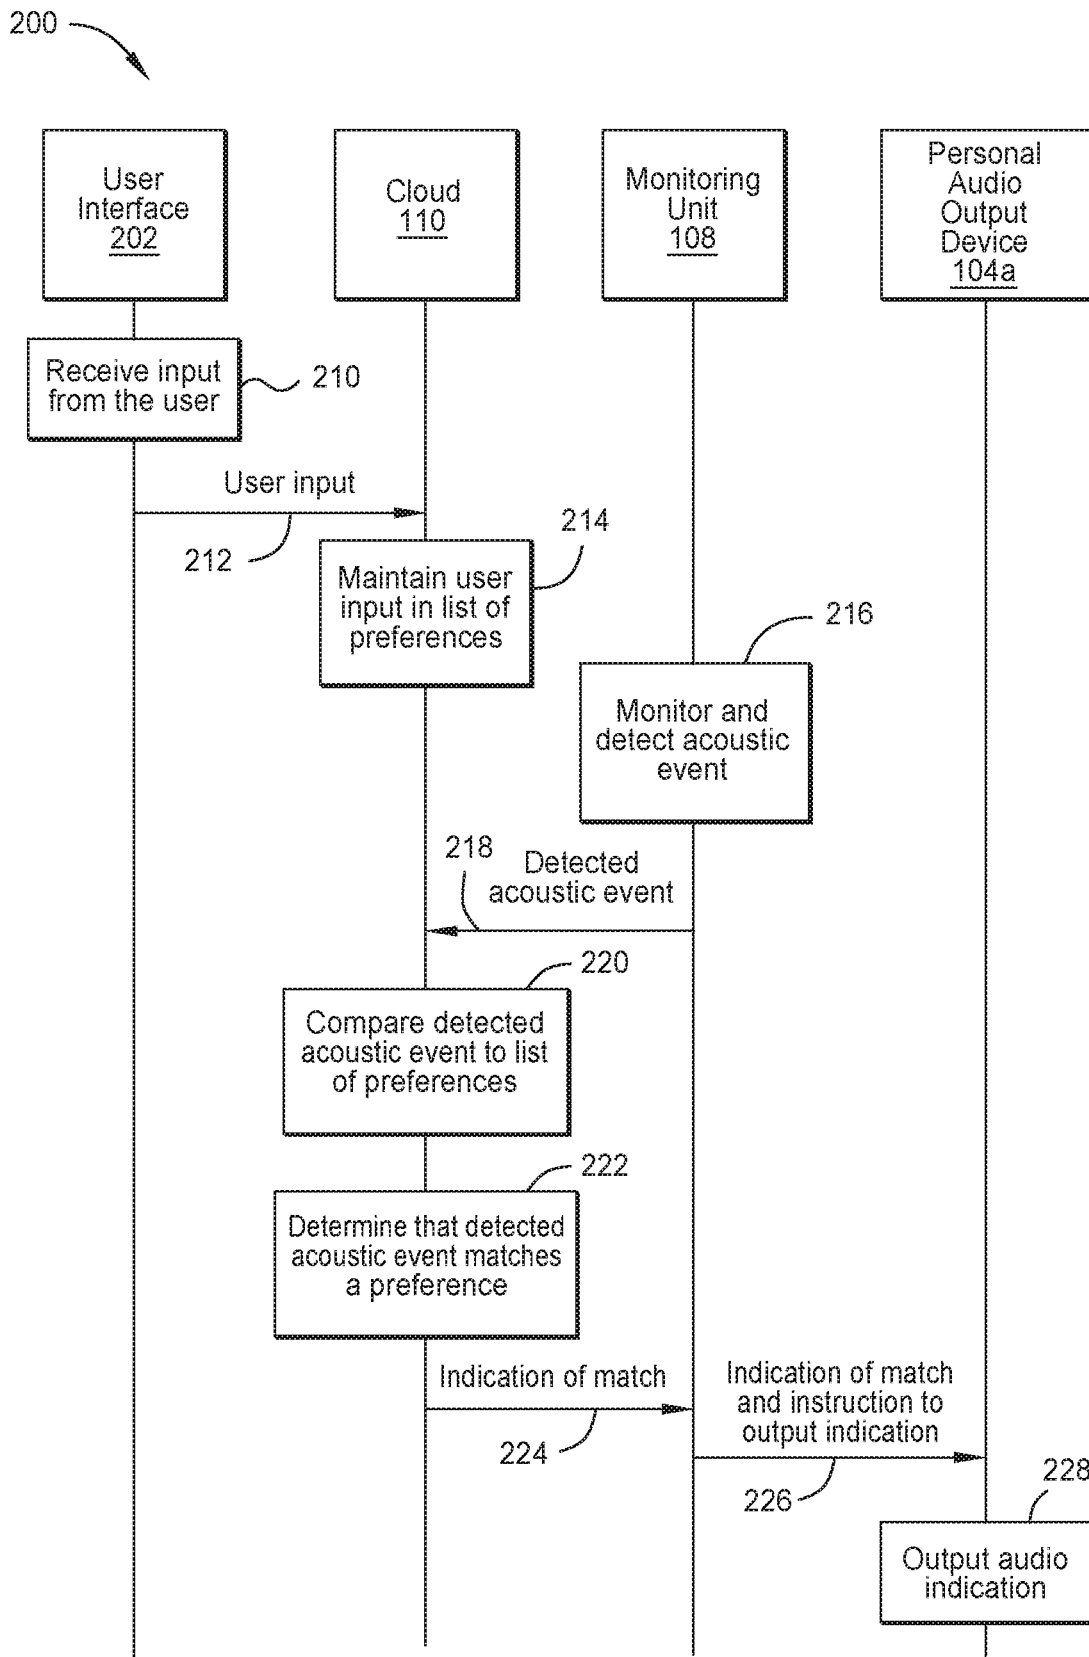 200
User
Interface
202
Cloud
110
Monitoring
Unit
108
Personal
Audio
Output
Device
104a
Receive input
from the user
210
User input
212
214
Maintain user
input in list of
preferences
216
Monitor and
detect acoustic
event
218
Detected
acoustic event
220
Compare detected
acoustic event to list
of preferences
222
Determine that detected
acoustic event matches
a preference
Indication of match
224
Indication of match
and instruction to
output indication
226
228
Output audio
indication